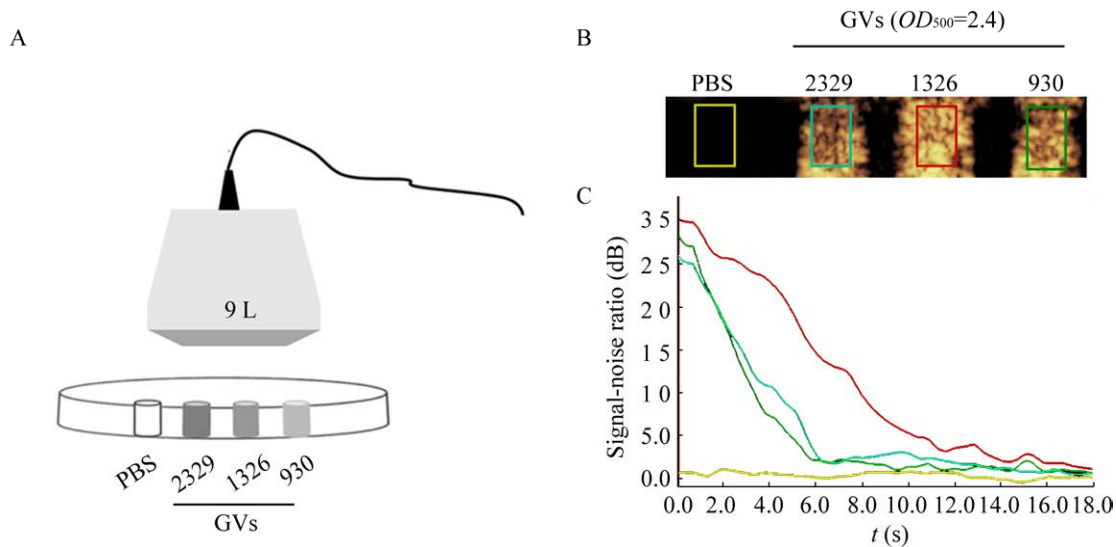 A
9 L
PBS
2329
1326
930
GVs
B
GVs (OD500=2.4)
PBS 2329 1326 930
C
Signal-noise ratio (dB)
3 5
2 5
2 0
1 5
1 0
5.0
0.0
0.0 2.0 4.0 6.0 8.0 10.0 12.0 14.0 16.0 18.0
t (s)